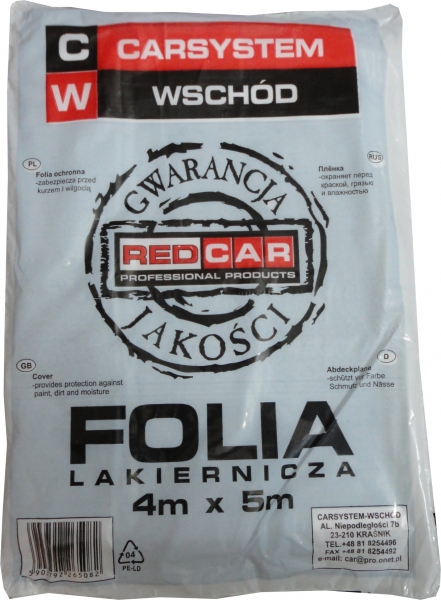 C CARSYSTEM
W WSCHÓD
PL
Folia ochronna
-zabezpiecza przed
kurzem i wilgocią
RUS
Плёнка
-охраняет перед
краской, грязью
и влажностью
GWARANCJA
REDCAR
PROFESSIONAL PRODUCTS
JAKOŚCI
GB
Cover
-provides protection against
paint, dirt and moisture
D
Abdeckplane
-schützt vor Farbe
Schmutz und Nässe
FOLIA
LAKIERNICZA
4m x 5m
04
PE-LD
CARSYSTEM-WSCHÓD
AL. Niepodległości 7b
23-210 KRAŚNIK
TEL.+48 81 8254496
FAX +48 81 8254492
e-mail: car@pro.onet.pl